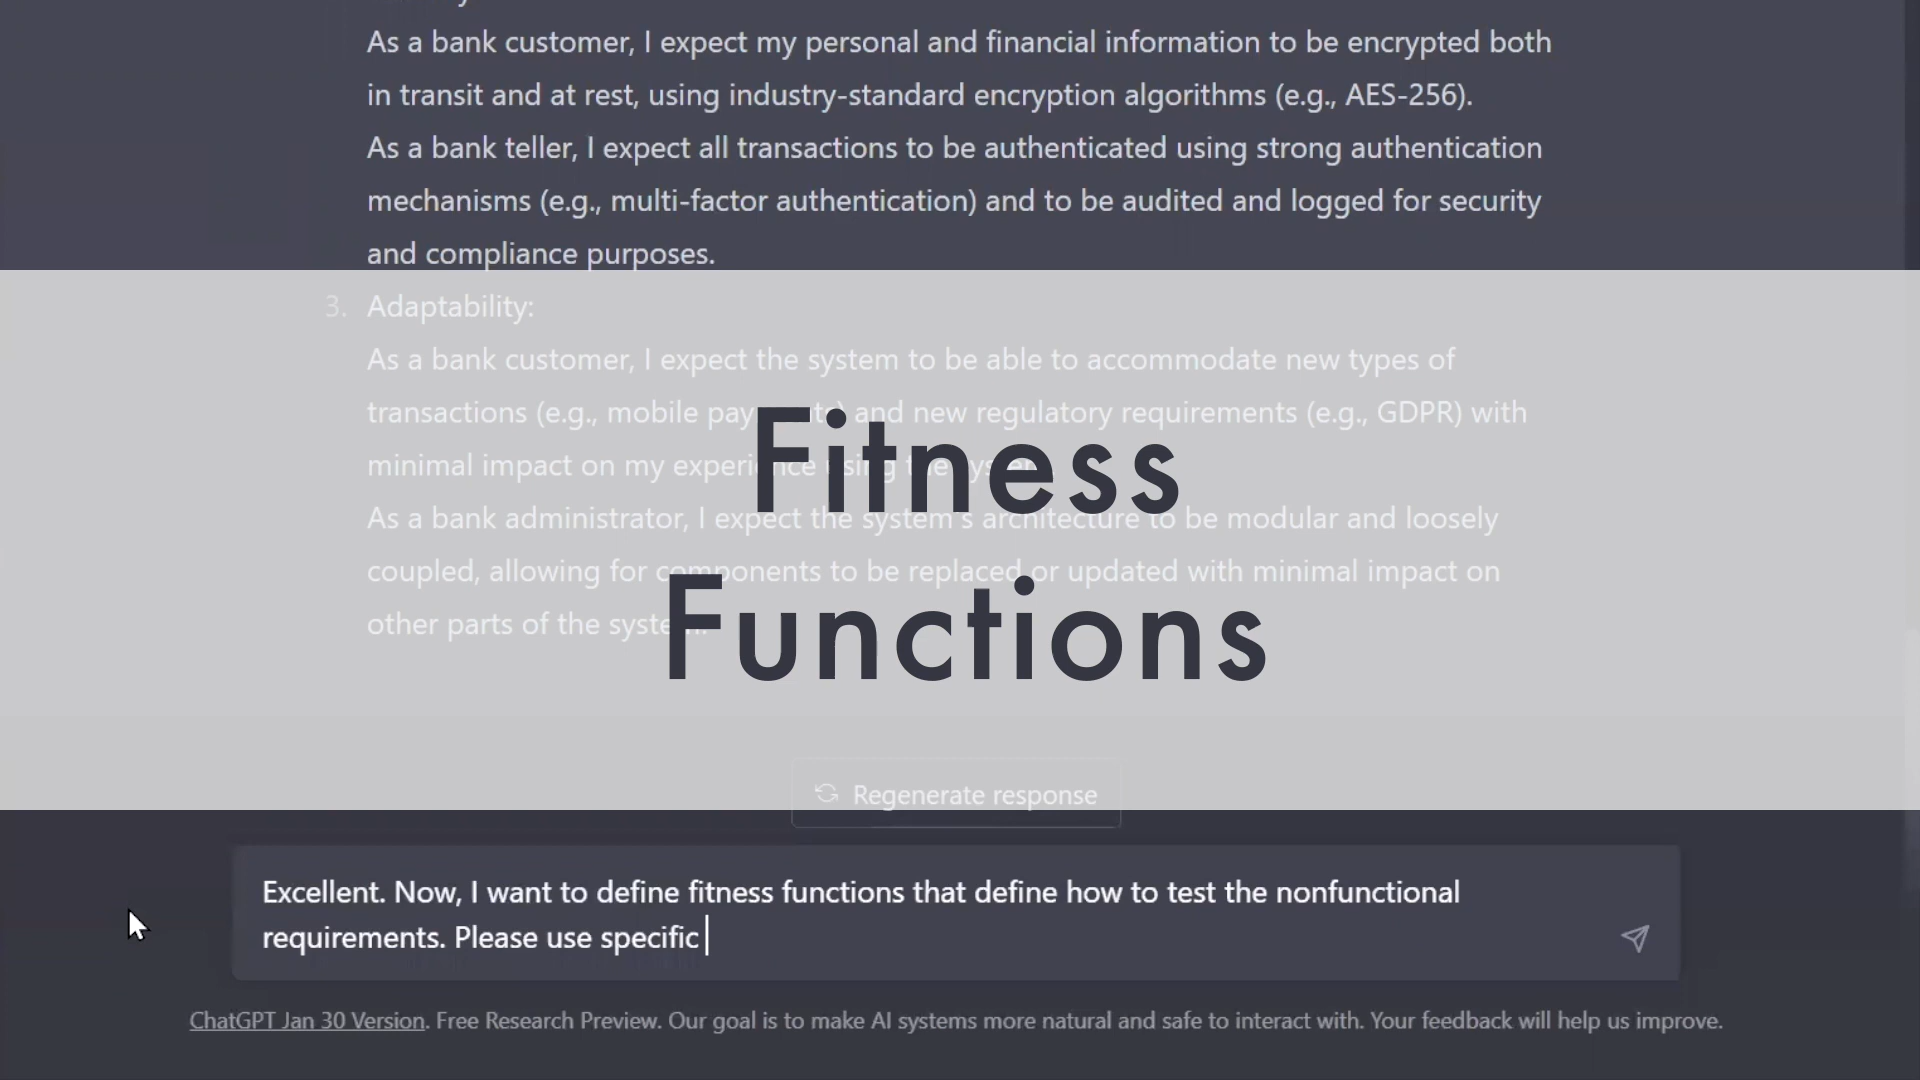 As a bank customer, I expect my personal and financial information to be encrypted both
in transit and at rest, using industry-standard encryption algorithms (e.g., AES-256).
As a bank teller, I expect all transactions to be authenticated using strong authentication
mechanisms (e.g., multi-factor authentication) and to be audited and logged for security
and compliance purposes.
3. Adaptability:
As a bank customer, I expect the system to be able to accommodate new types of
transactions (e.g., mobile payments) and new regulatory requirements (e.g., GDPR) with
minimal impact on my experience using the system.
As a bank administrator, I expect the system's architecture to be modular and loosely
coupled, allowing for components to be replaced or updated with minimal impact on
other parts of the system.
Fitness
Functions
Regenerate response
Excellent. Now, I want to define fitness functions that define how to test the nonfunctional
requirements. Please use specific
ChatGPT Jan 30 Version. Free Research Preview. Our goal is to make AI systems more natural and safe to interact with. Your feedback will help us improve.